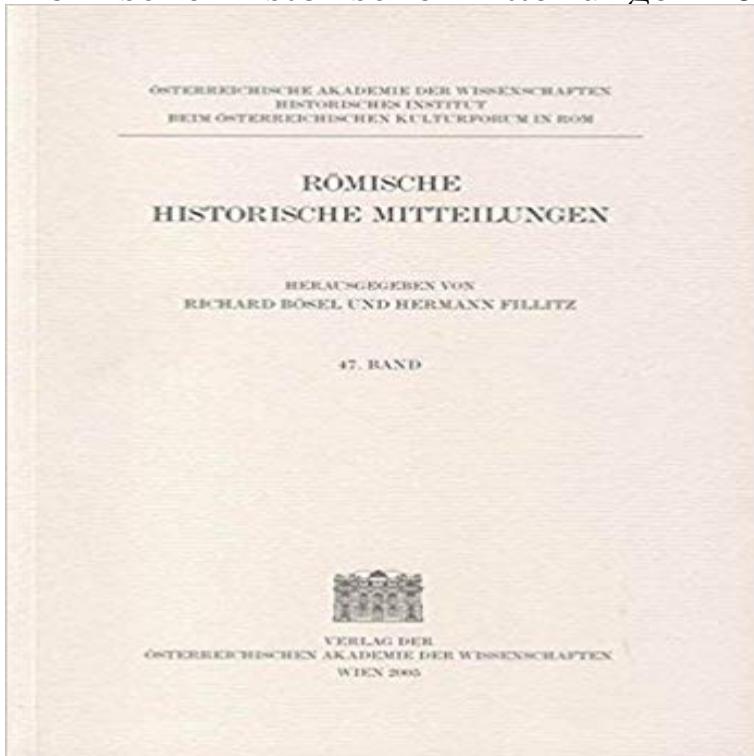 ÖSTERREICHISCHE AKADEMIE DER WISSENSCHAFTEN
HISTORISCHES INSTITUT
BEIM ÖSTERREICHISCHEN KULTURFORUM IN ROM
RÖMISCHE
HISTORISCHE MITTEILUNGEN
HERAUSGEGEBEN VON
RICHARD BÖSEL UND HERMANN FILLITZ
47. BAND
VERLAG DER
ÖSTERREICHISCHEN AKADEMIE DER WISSENSCHAFTEN
WIEN 2005